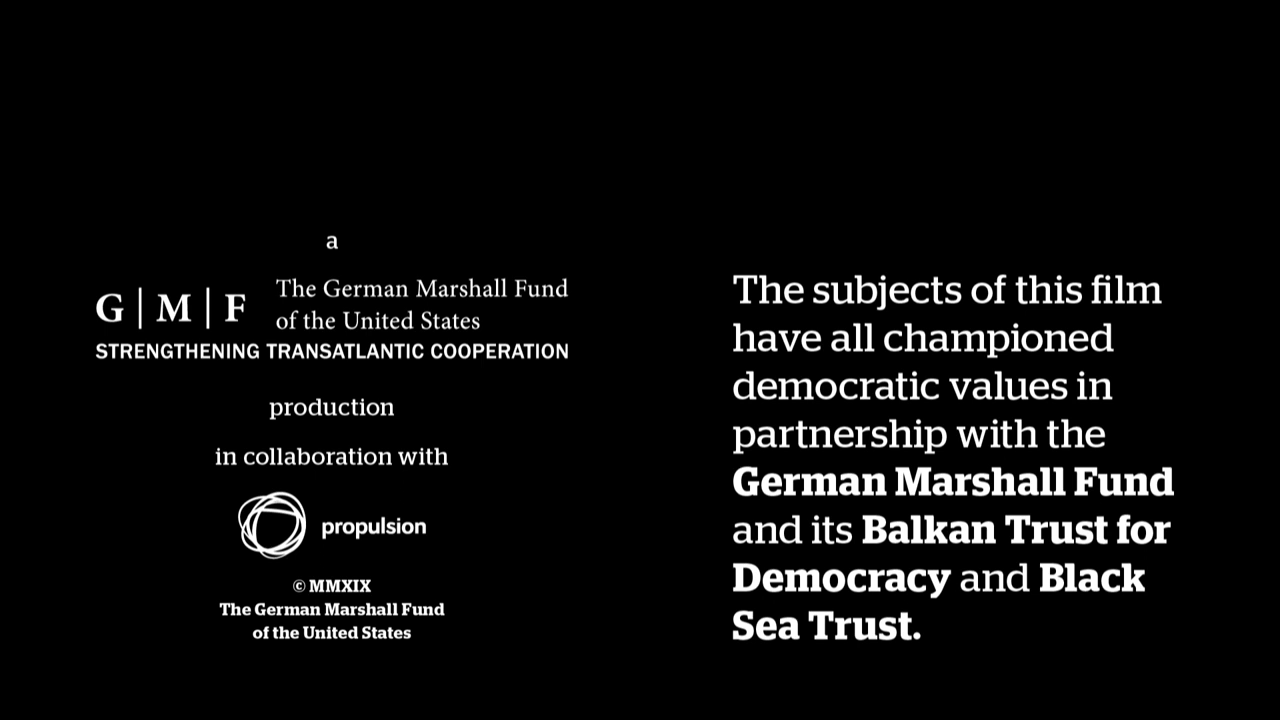 a
G|M|F
The German Marshall Fund
of the United States
STRENGTHENING TRANSATLANTIC COOPERATION
production
in collaboration with
propulsion
© MMXIX
The German Marshall Fund
of the United States
The subjects of this film
have all championed
democratic values in
partnership with the
German Marshall Fund
and its Balkan Trust for
Democracy and Black
Sea Trust.